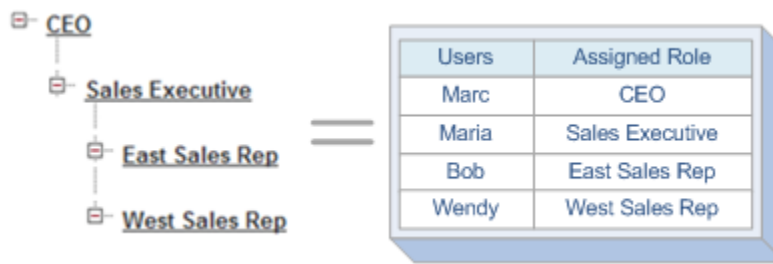 CEO
Sales Executive
East Sales Rep
West Sales Rep
Users Assigned Role
Marc CEO
Maria Sales Executive
Bob East Sales Rep
Wendy West Sales Rep